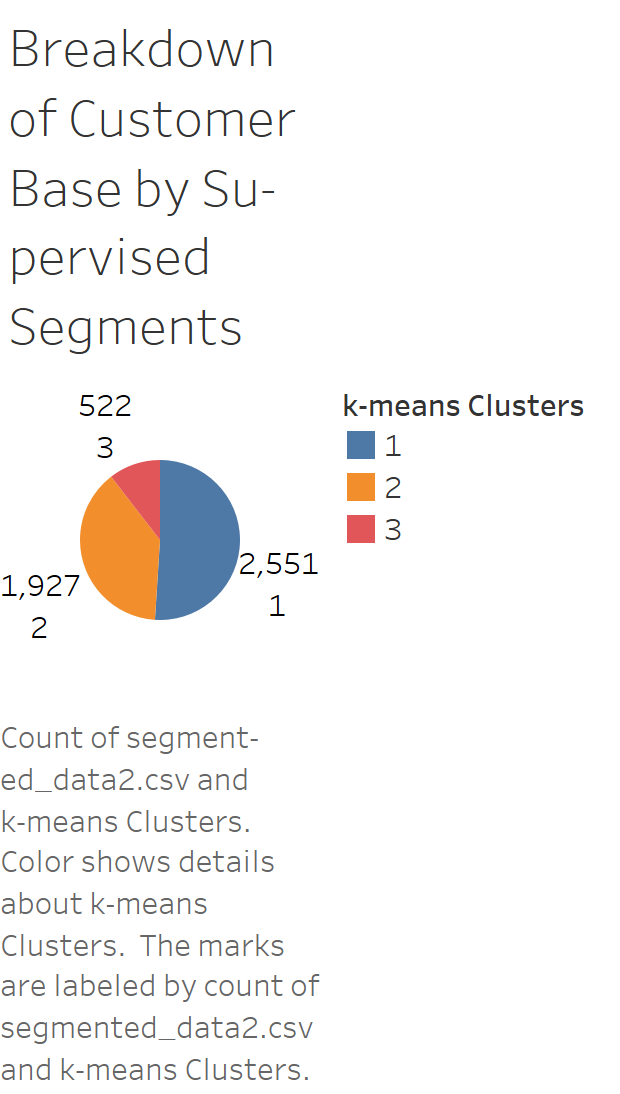 Breakdown
of Customer
Base by Su-
pervised
Segments
522
3
k-means Clusters
1
2
3
2,551
1
1,927
2
Count of segment-
ed_data2.csv and
k-means Clusters.
Color shows details
about k-means
Clusters.  The marks
are labeled by count of
segmented_data2.csv
and k-means Clusters.